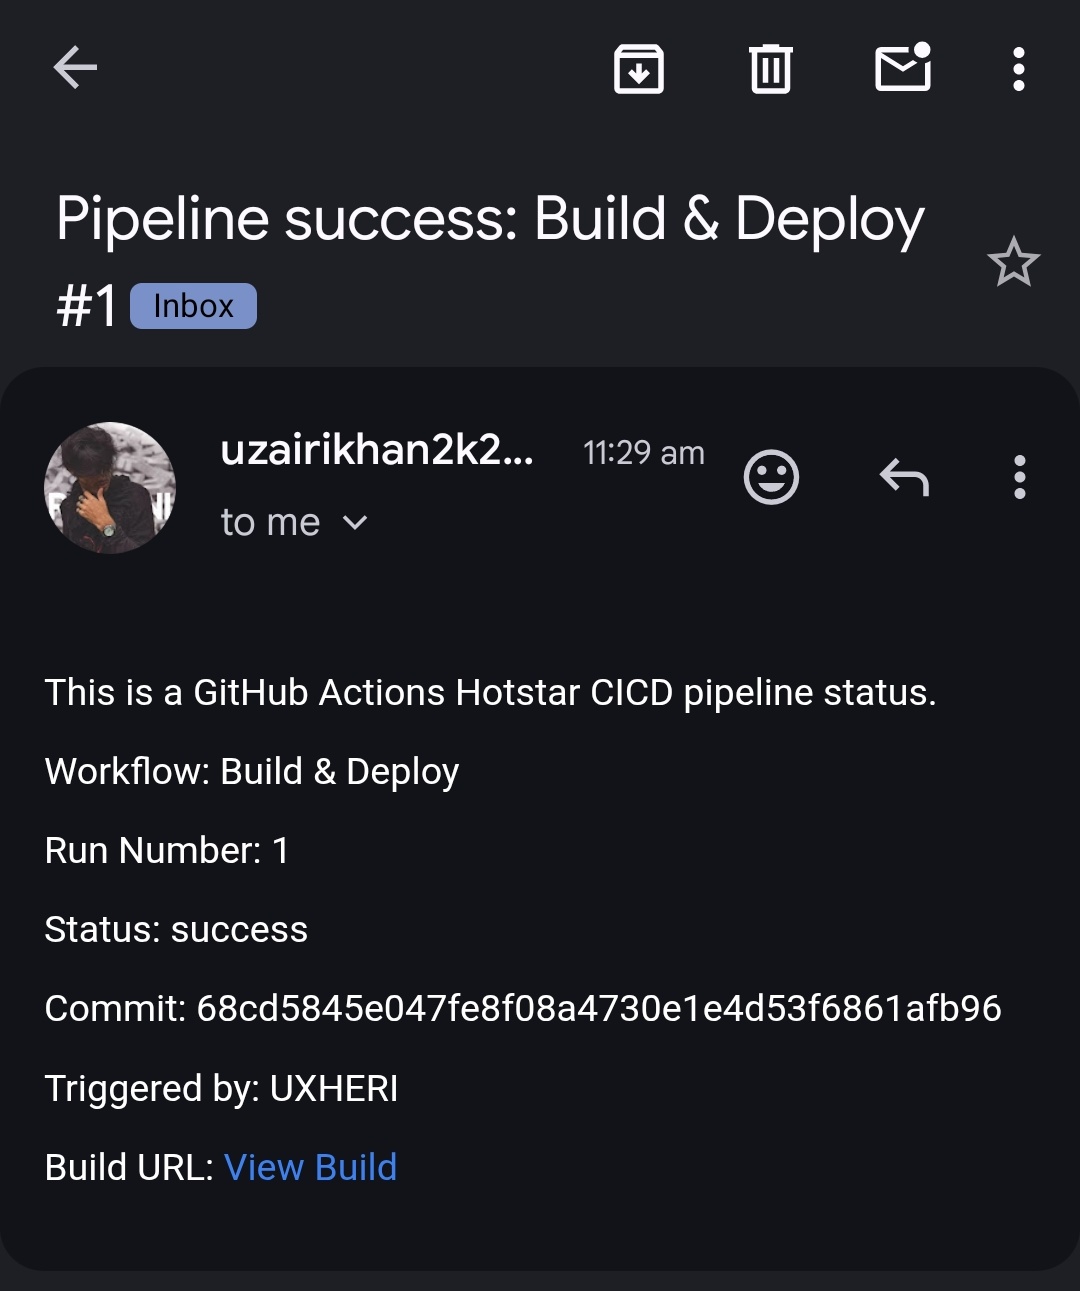 Pipeline success: Build & Deploy
#1 Inbox
uzairikhan2k2... 11:29 am
to me
This is a GitHub Actions Hotstar CICD pipeline status.
Workflow: Build & Deploy
Run Number: 1
Status: success
Commit: 68cd5845e047fe8f08a4730e1e4d53f6861afb96
Triggered by: UXHERI
Build URL: View Build